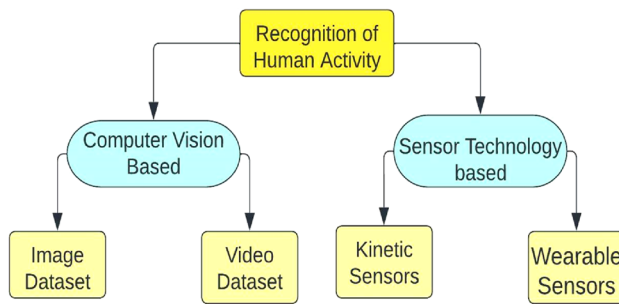 Recognition of
Human Activity
Computer Vision
Based
Sensor Technology
based
Image
Dataset
Video
Dataset
Kinetic
Sensors
Wearable
Sensors